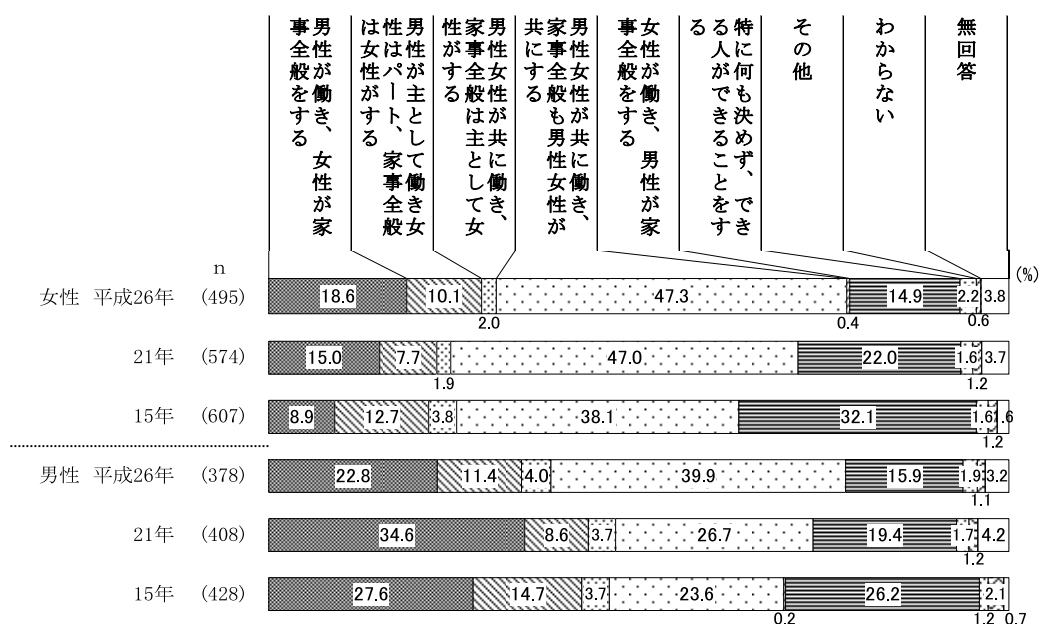 男性が働き、女性が家
事全般をする
男性が主として働き女
性はパート、家事全般
は女性がする
男性女性が共に働き、
家事全般は主として女
性がする
男性女性が共に働き、
家事全般も男性女性が
共にする
女性が働き、男性が家
事全般をする
特に何も決めず、でき
る人ができることをす
る
その他
わからない
無回答
n
(%)
女性 平成26年 (495) 18.6 10.1 2.0 47.3 0.4 14.9 2.2 0.6 3.8
21年 (574) 15.0 7.7 1.9 47.0 22.0 1.6 1.2 3.7
15年 (607) 8.9 12.7 3.8 38.1 32.1 1.6 1.2 1.6
男性 平成26年 (378) 22.8 11.4 4.0 39.9 15.9 1.9 1.1 3.2
21年 (408) 34.6 8.6 3.7 26.7 19.4 1.7 1.2 4.2
15年 (428) 27.6 14.7 3.7 23.6 0.2 26.2 2.1 1.2 0.7